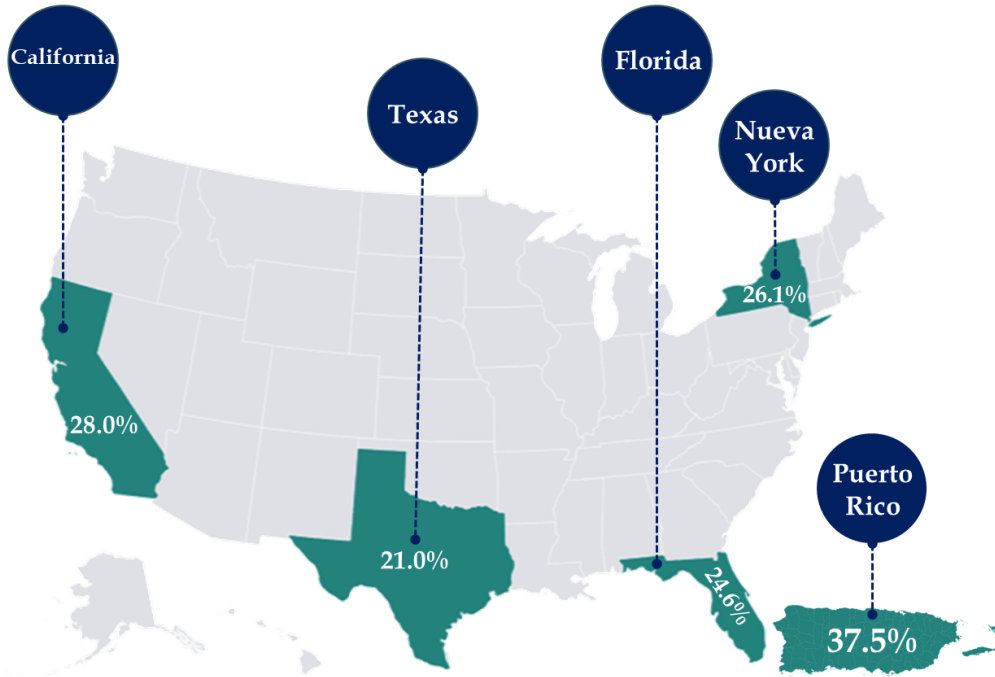 California
Texas
Florida
Nueva
York
26.1%
28.0%
21.0%
24.6%
Puerto
Rico
37.5%